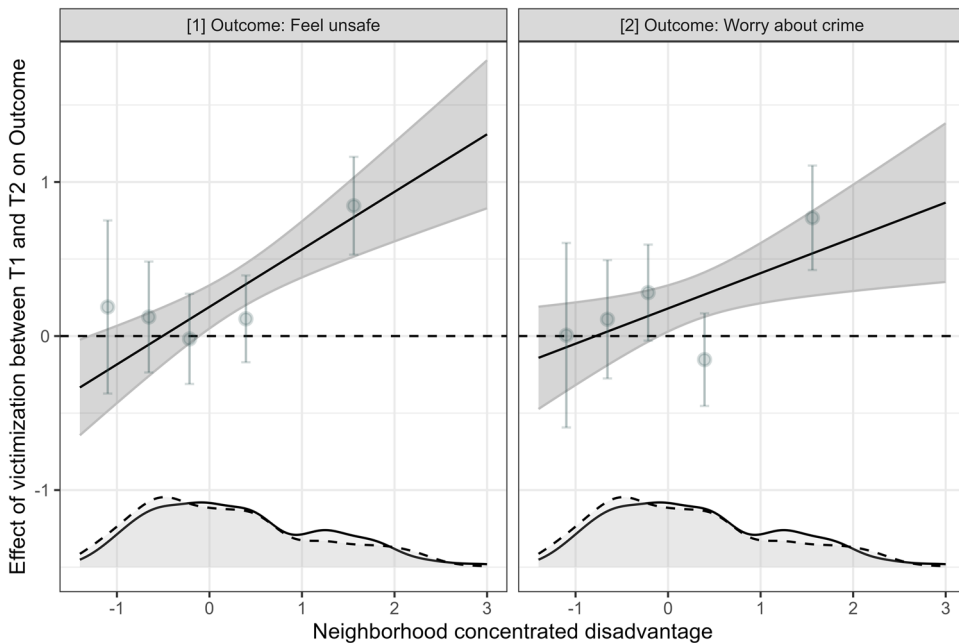 [1] Outcome: Feel unsafe
[2] Outcome: Worry about crime
Effect of victimization between T1 and T2 on Outcome
1
0
-1
-1 0 1 2 3
-1 0 1 2 3
Neighborhood concentrated disadvantage